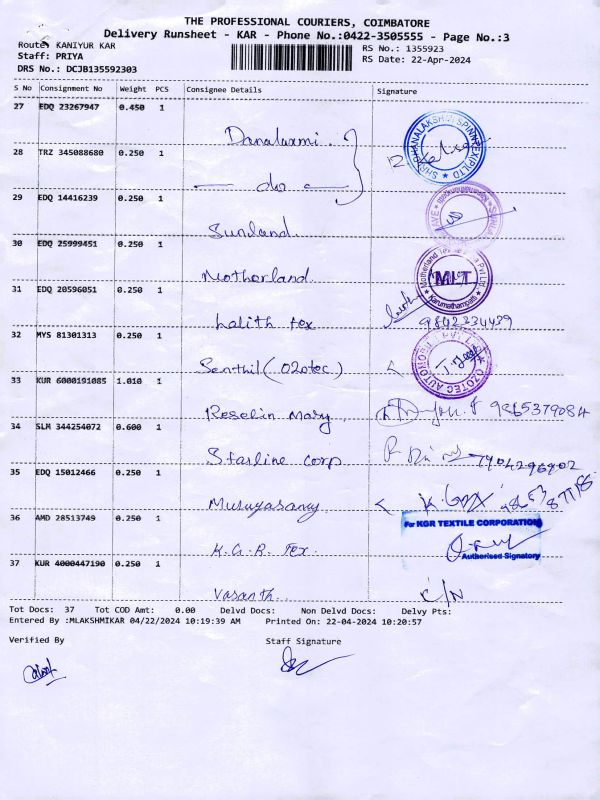 THE PROFESSIONAL COURIERS, COIMBATORE
Delivery Runsheet - KAR - Phone No.:0422-3505555 - Page No.:3
Route: KANIYUR KAR
RS No.: 1355923
Staff: PRIYA
RS Date: 22-Apr-2024
DRS No.: DCJB135592303
S No Consignment No Weight PCS Consignee Details Signature
27 EDQ 23267947 0.450 1
Danaluxmi
28 TRZ 345088680 0.250 1
do
29 EDQ 14416239 0.250 1
Sunland
30 EDQ 25999451 0.250 1
Motherland
MLT
Karumathampatti
31 EDQ 20596051 0.250 1
Lalith tex 9842334439
32 MYS 81301313 0.250 1
Senthil (Ozotec)
33 KUR 6000191085 1.010 1
Roselin Mary 9865379084
34 SLM 344254072 0.600 1
Starline corp 7904296902
35 EDQ 15012466 0.250 1
Murugasamy
36 AMD 28513749 0.250 1
For KGR TEXTILE CORPORATION
Authorised Signatory
K.G.R. Tex
37 KUR 4000447190 0.250 1
Vasanth C/N
Tot Docs: 37 Tot COD Amt: 0.00 Delvd Docs: Non Delvd Docs: Delvy Pts:
Entered By :MLAKSHMIKAR 04/22/2024 10:19:39 AM Printed On: 22-04-2024 10:20:57
Verified By Staff Signature